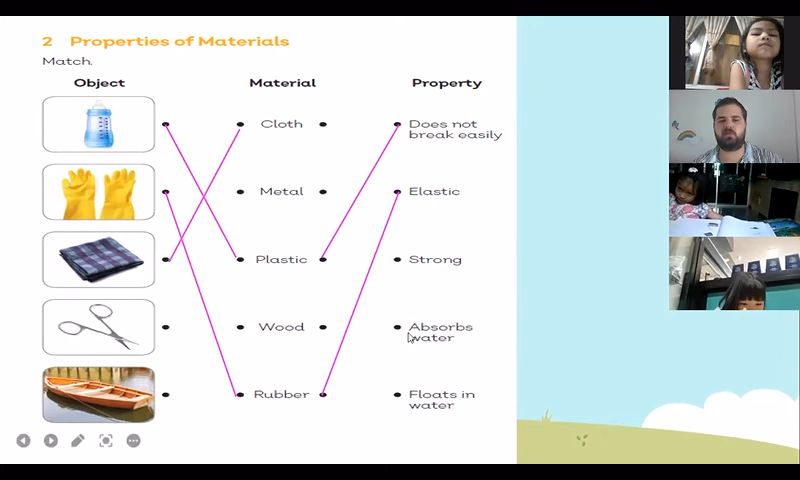 2 Properties of Materials
Match.
Object Material Property
Cloth Does not
break easily
Metal Elastic
Plastic Strong
Wood Absorbs
water
Rubber Floats in
water